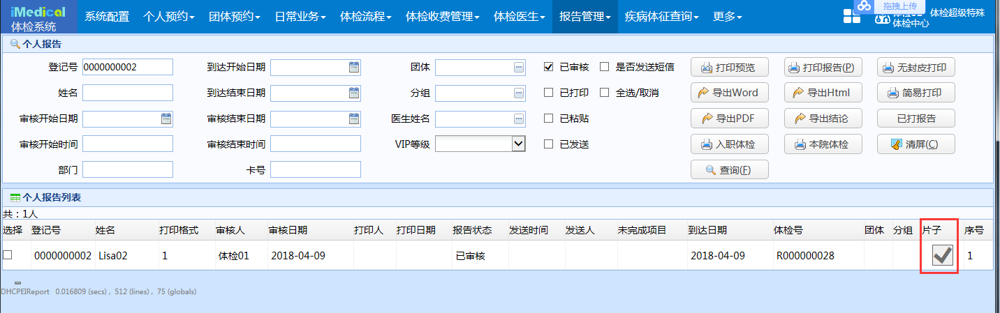 iMedical
体检系统
系统配置 个人预约 团体预约 日常业务 体检流程 体检收费管理 体检医生 报告管理 疾病体征查询 更多
拖拽上传
体检超级特殊
体检中心
个人报告
登记号 0000000002 到达开始日期 团体 已审核 是否发送短信 打印预览 打印报告(P) 无封皮打印
姓名 到达结束日期 分组 已打印 全选/取消 导出Word 导出Html 简易打印
审核开始日期 审核结束日期 医生姓名 已粘贴 导出PDF 导出结论 已打报告
审核开始时间 审核结束时间 VIP等级 已发送 入职体检 本院体检 清屏(C)
部门 卡号 查询(F)
个人报告列表
共：1人
选择 登记号 姓名 打印格式 审核人 审核日期 打印人 打印日期 报告状态 发送时间 发送人 未完成项目 到达日期 体检号 团体 分组 片子 序号
0000000002 Lisa02 1 体检01 2018-04-09 已审核 2018-04-09 R000000028 1
DHCPEIReport 0.016809 (secs) , 512 (lines) , 75 (globals)